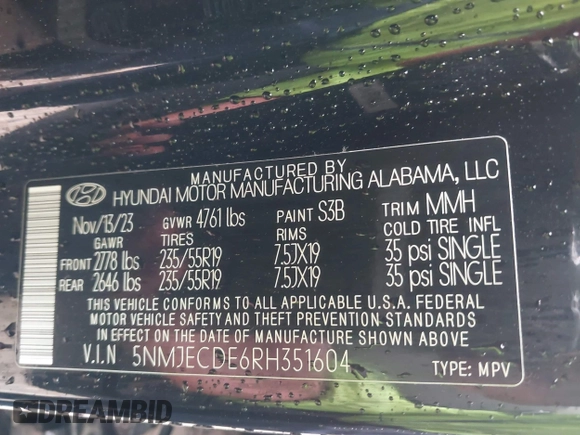 MANUFACTURED BY
HYUNDAI MOTOR MANUFACTURING ALABAMA, LLC
Nov/13/23 GVWR 4761 lbs PAINT S3B TRIM MMH
GAWR TIRES RIMS COLD TIRE INFL
FRONT 2778 lbs 235/55R19 7.5JX19 35 psi SINGLE
REAR 2646 lbs 235/55R19 7.5JX19 35 psi SINGLE
THIS VEHICLE CONFORMS TO ALL APPLICABLE U.S.A. FEDERAL
MOTOR VEHICLE SAFETY AND THEFT PREVENTION STANDARDS
IN EFFECT ON THE DATE OF MANUFACTURE SHOWN ABOVE
V.I.N 5NMJECDE6RH351604 TYPE: MPV
DREAMBID